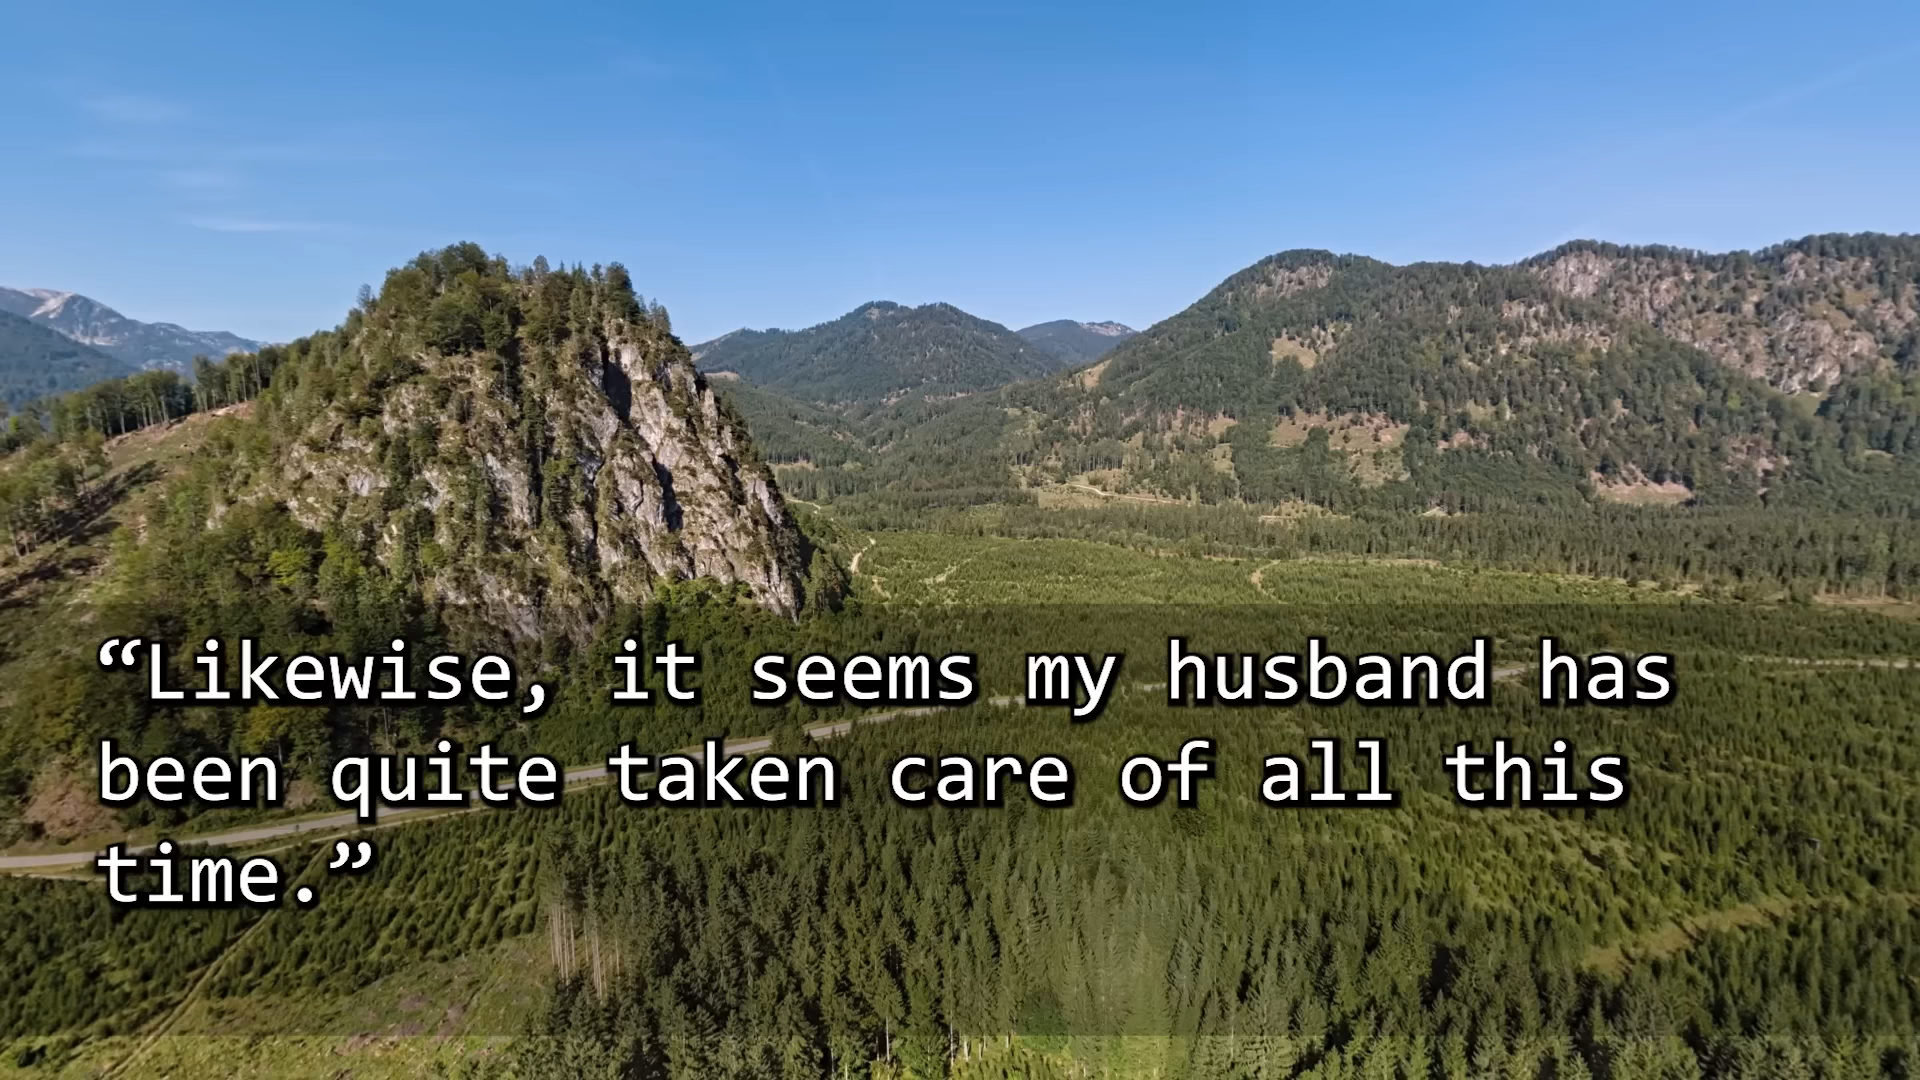 “Likewise, it seems my husband has
been quite taken care of all this
time.”